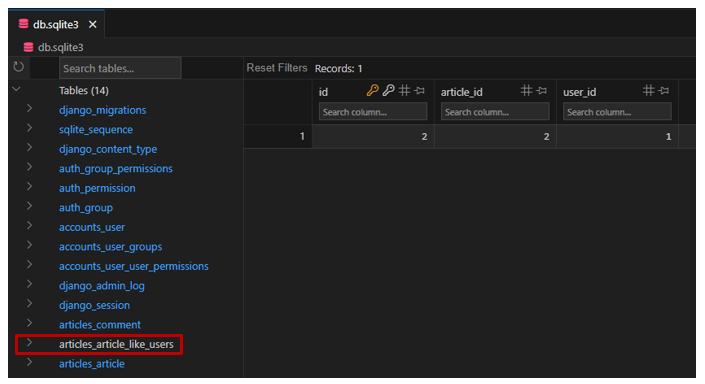 db.sqlite3
db.sqlite3
Search tables...
Reset Filters Records: 1
Tables (14)
django_migrations
sqlite_sequence
django_content_type
auth_group_permissions
auth_permission
auth_group
accounts_user
accounts_user_groups
accounts_user_user_permissions
django_admin_log
django_session
articles_comment
articles_article_like_users
articles_article
id article_id user_id
Search column... Search column... Search column...
1 2 2 1